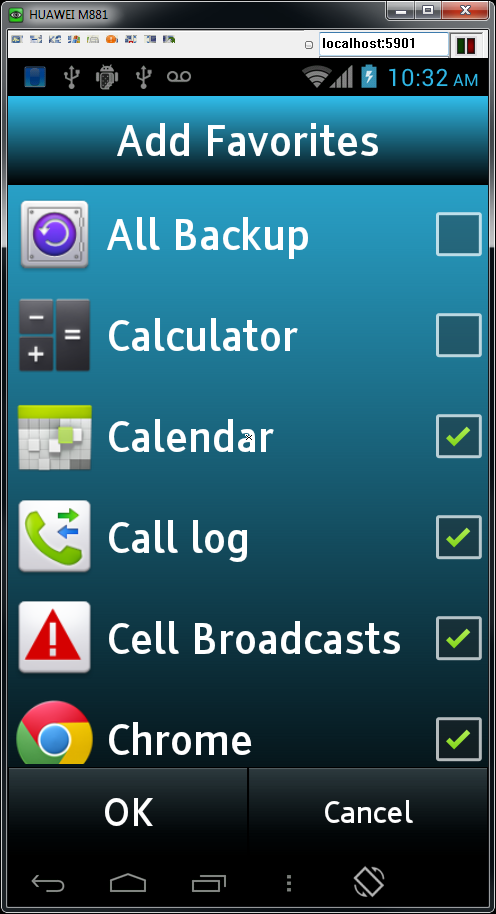 HUAWEI M881
localhost:5901
10:32 AM
Add Favorites
All Backup
Calculator
Calendar
Call log
Cell Broadcasts
Chrome
OK
Cancel